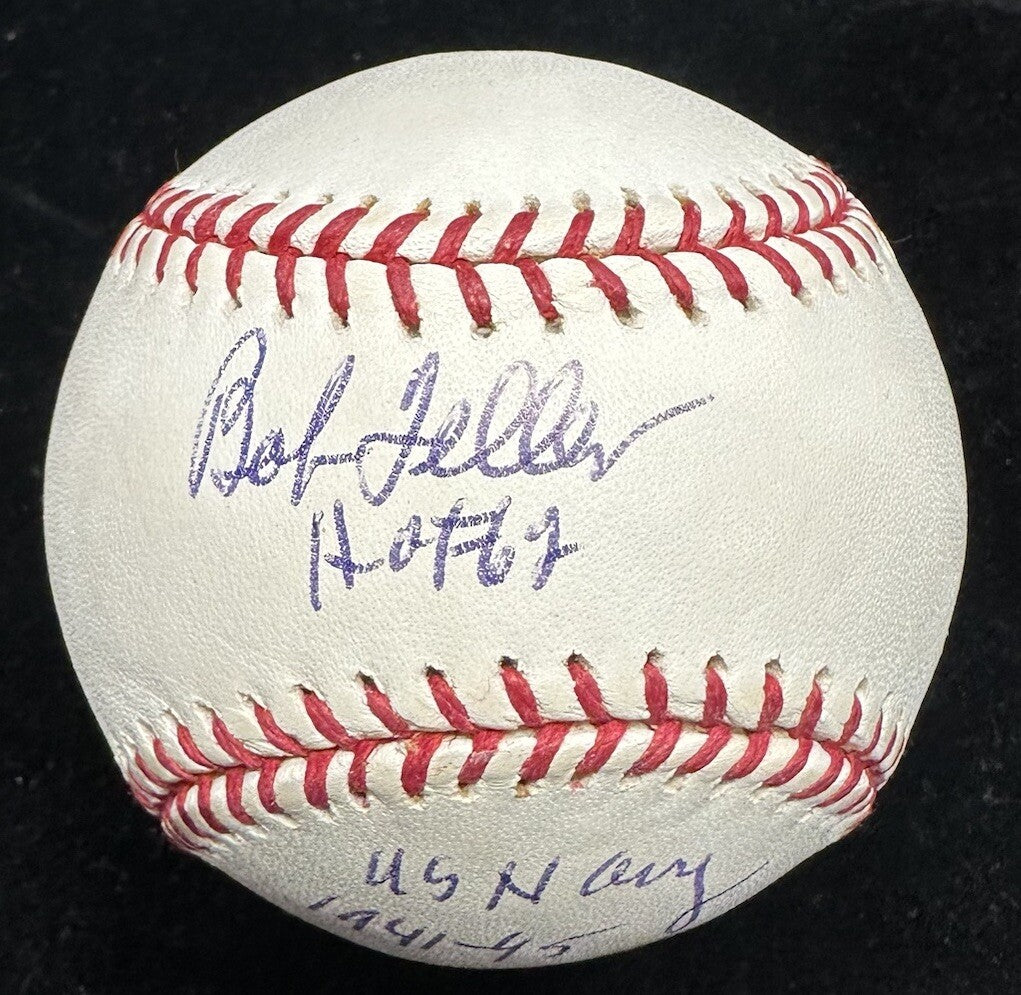 Bob Feller
HOF 62
US Navy
1941-45